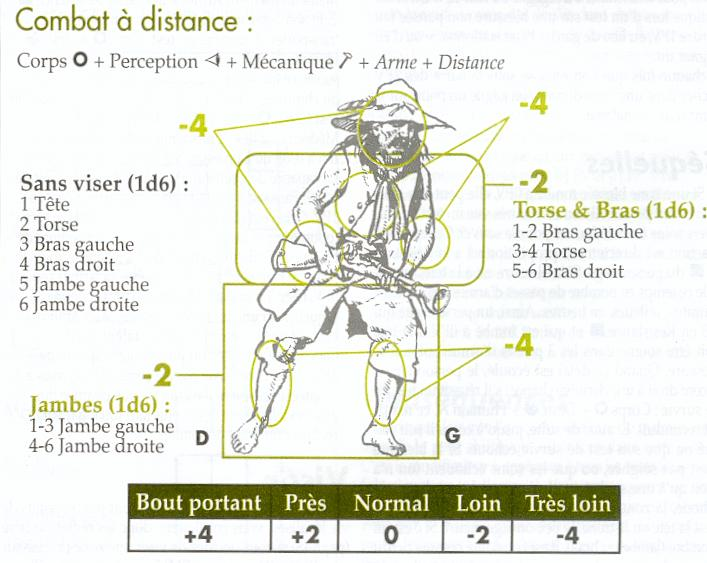 Combat à distance :
Corps + Perception + Mécanique + Arme + Distance
-4
-4
Sans viser (1d6) :
1 Tête
2 Torse
3 Bras gauche
4 Bras droit
5 Jambe gauche
6 Jambe droite
-2
Torse & Bras (1d6) :
1-2 Bras gauche
3-4 Torse
5-6 Bras droit
-4
-2
Jambes (1d6) :
1-3 Jambe gauche
4-6 Jambe droite
D
G
Bout portant Près Normal Loin Très loin
+4 +2 0 -2 -4